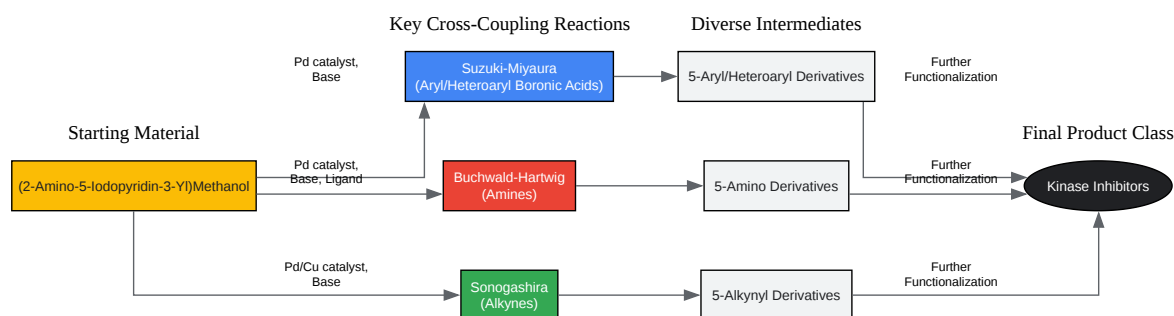 Key Cross-Coupling Reactions
Diverse Intermediates
Pd catalyst,
Base
Suzuki-Miyaura
(Aryl/Heteroaryl Boronic Acids)
5-Aryl/Heteroaryl Derivatives
Further
Functionalization
Starting Material
Final Product Class
(2-Amino-5-Iodopyridin-3-Yl)Methanol
Pd catalyst,
Base, Ligand
Buchwald-Hartwig
(Amines)
5-Amino Derivatives
Further
Functionalization
Kinase Inhibitors
Pd/Cu catalyst,
Base
Sonogashira
(Alkynes)
5-Alkynyl Derivatives
Further
Functionalization